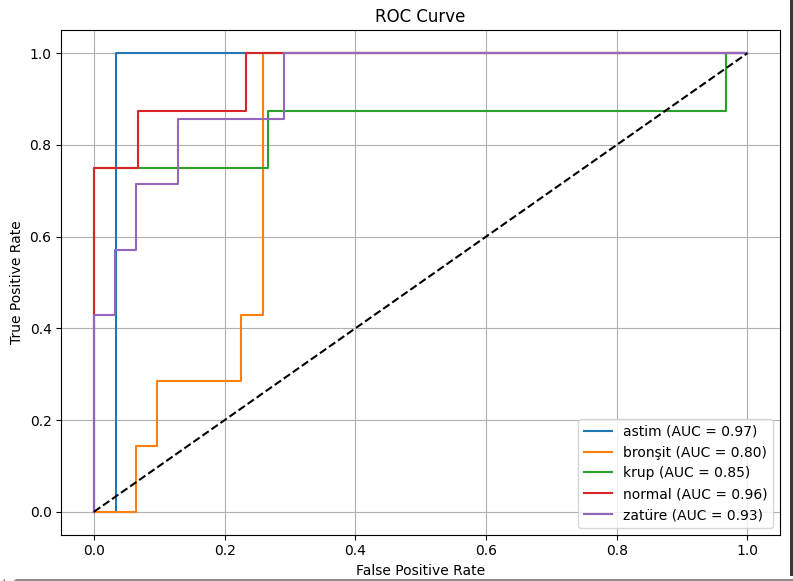 ROC Curve
True Positive Rate
1.0
0.8
0.6
0.4
0.2
0.0
0.0 0.2 0.4 0.6 0.8 1.0
False Positive Rate
astim (AUC = 0.97)
bronşit (AUC = 0.80)
krup (AUC = 0.85)
normal (AUC = 0.96)
zatüre (AUC = 0.93)